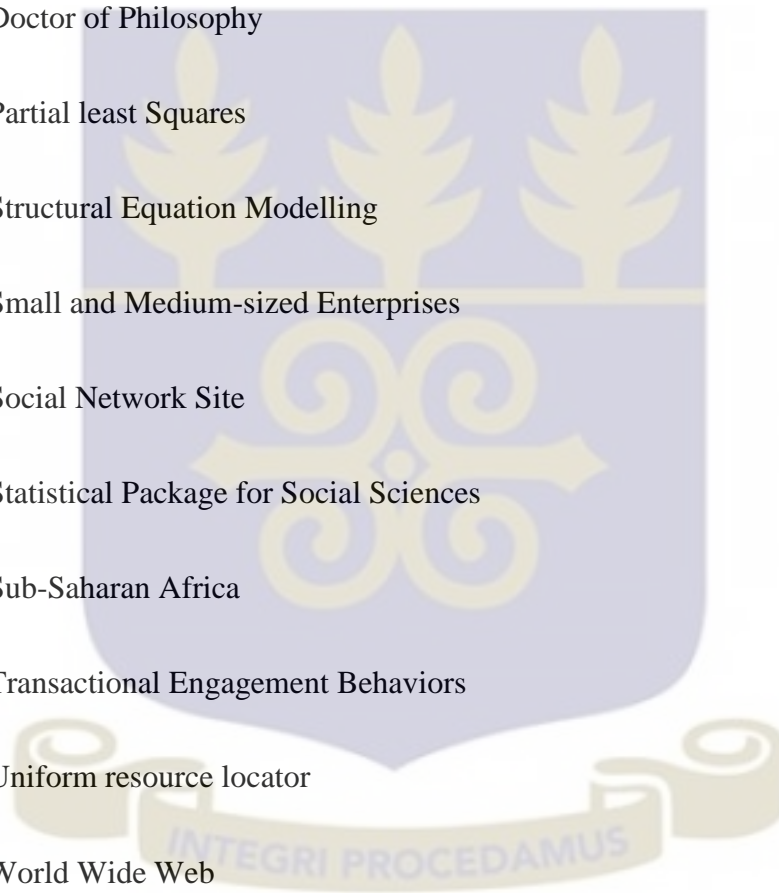 Doctor of Philosophy
Partial least Squares
Structural Equation Modelling
Small and Medium-sized Enterprises
Social Network Site
Statistical Package for Social Sciences
Sub-Saharan Africa
Transactional Engagement Behaviors
Uniform resource locator
INTEGRI PROCEDAMUS
World Wide Web